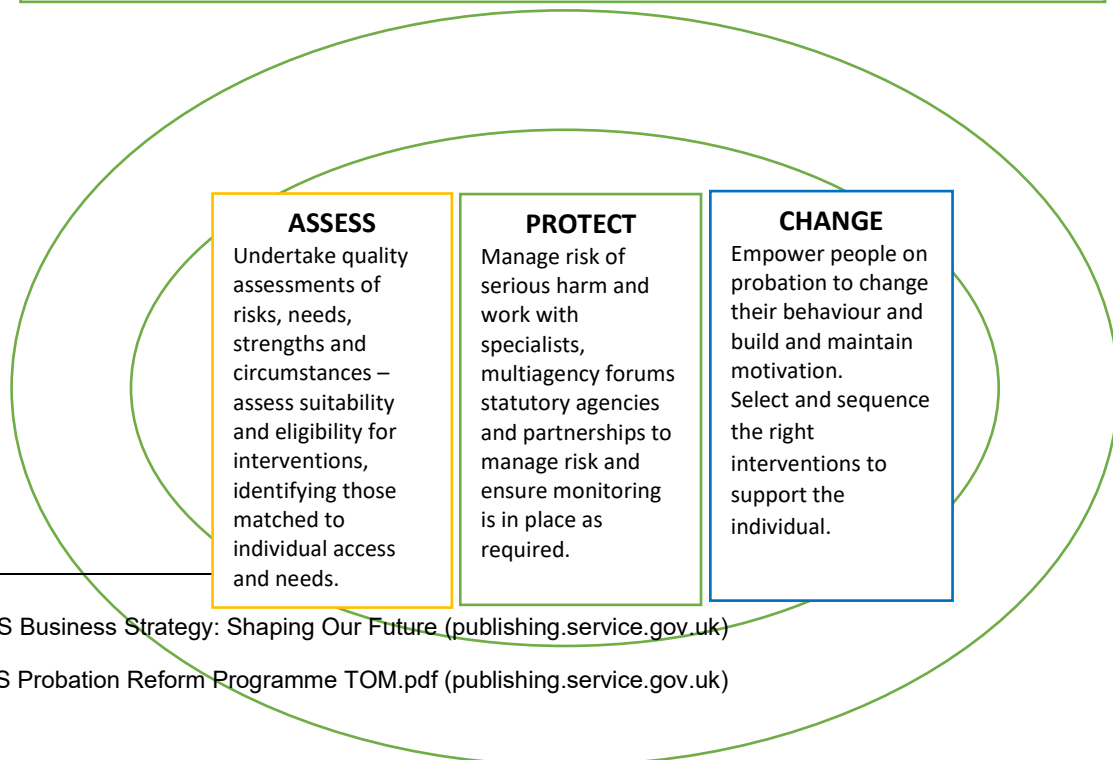 ASSESS
Undertake quality
assessments of
risks, needs,
strengths and
circumstances –
assess suitability
and eligibility for
interventions,
identifying those
matched to
individual access
and needs.
PROTECT
Manage risk of
serious harm and
work with
specialists,
multiagency forums
statutory agencies
and partnerships to
manage risk and
ensure monitoring
is in place as
required.
CHANGE
Empower people on
probation to change
their behaviour and
build and maintain
motivation.
Select and sequence
the right
interventions to
support the
individual.
S Business Strategy: Shaping Our Future (publishing.service.gov.uk)
S Probation Reform Programme TOM.pdf (publishing.service.gov.uk)